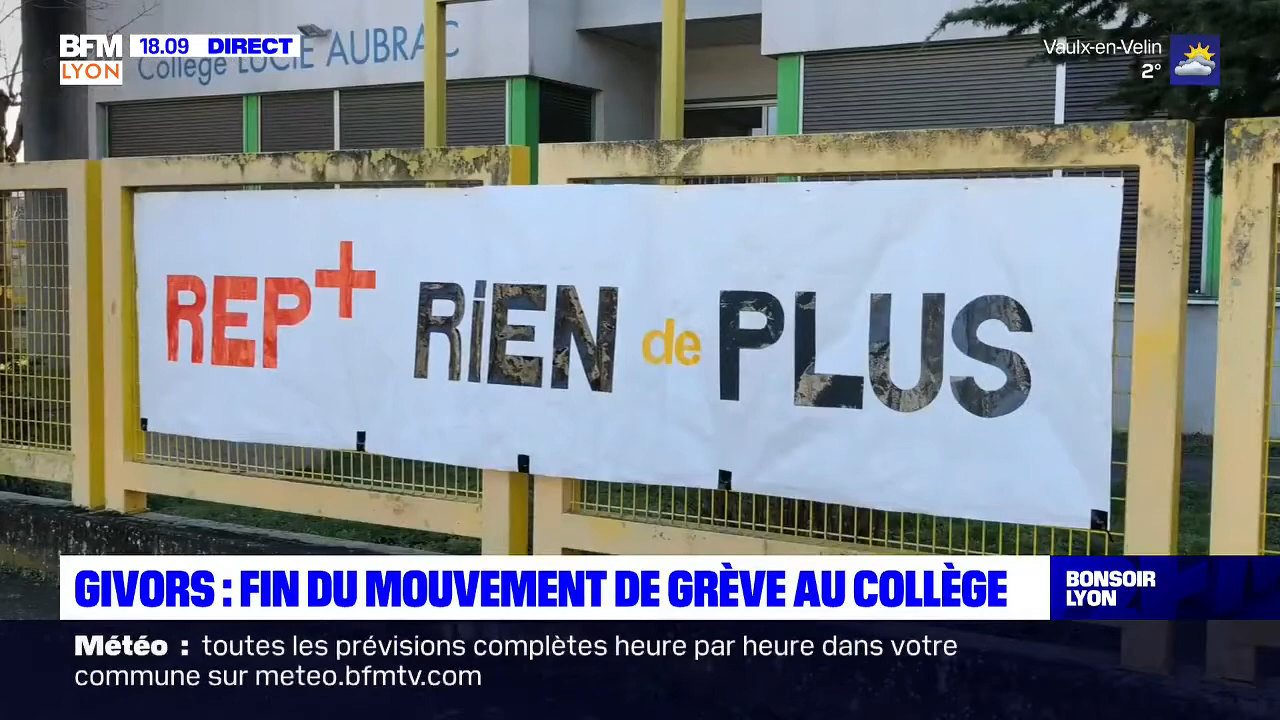 BFM
LYON
18.09 DIRECT
Vaulx-en-Velin
2°
Collège LUCIE AUBRAC
REP+ RiEN de PLUS
GIVORS : FIN DU MOUVEMENT DE GRÈVE AU COLLÈGE
BONSOIR
LYON
Météo : toutes les prévisions complètes heure par heure dans votre
commune sur meteo.bfmtv.com